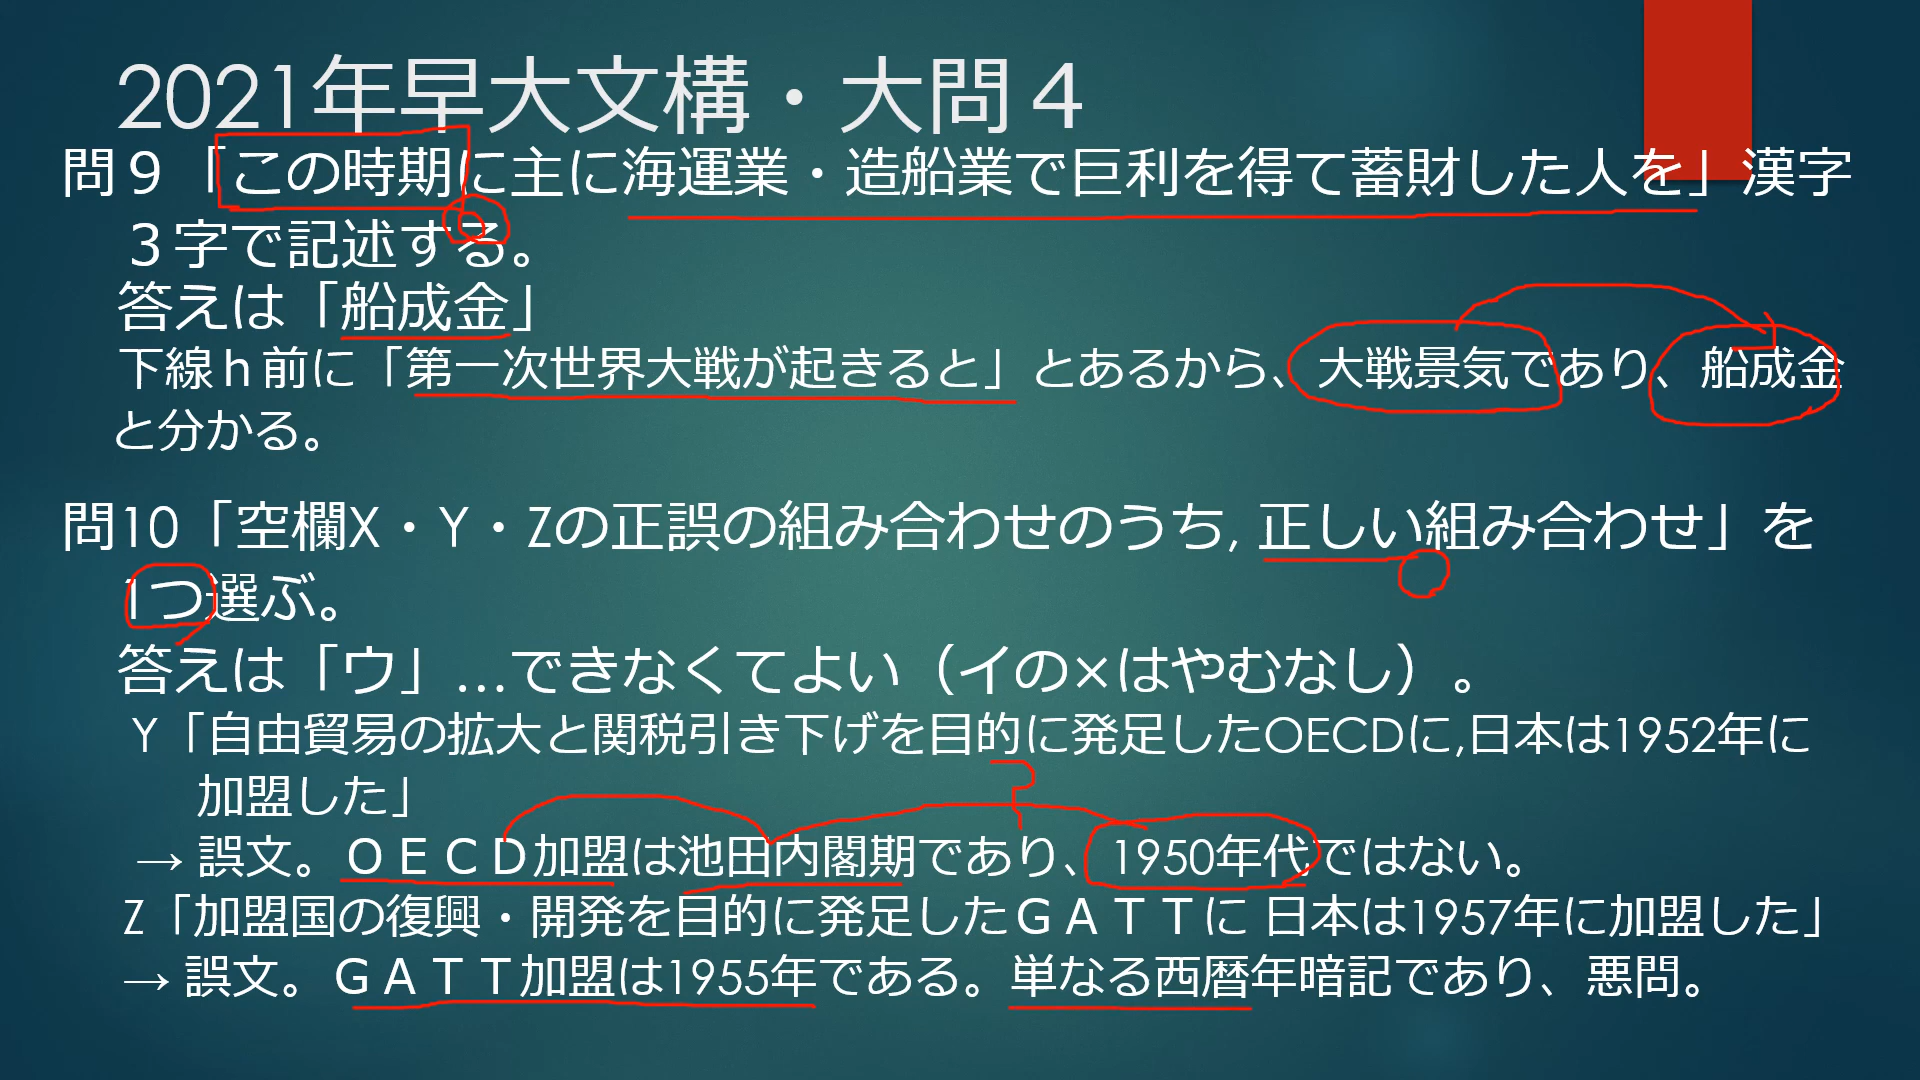 2021年早大文構・大問４
問９「この時期に主に海運業・造船業で巨利を得て蓄財した人を」漢字
３字で記述する。
答えは「船成金」
下線ｈ前に「第一次世界大戦が起きると」とあるから、大戦景気であり、船成金
と分かる。
問10「空欄X・Y・Zの正誤の組み合わせのうち, 正しい組み合わせ」を
1つ選ぶ。
答えは「ウ」…できなくてよい（イの×はやむなし）。
Y「自由貿易の拡大と関税引き下げを目的に発足したOECDに,日本は1952年に
加盟した」
→ 誤文。ＯＥＣＤ加盟は池田内閣期であり、1950年代ではない。
Z「加盟国の復興・開発を目的に発足したＧＡＴＴに 日本は1957年に加盟した」
→ 誤文。ＧＡＴＴ加盟は1955年である。単なる西暦年暗記であり、悪問。